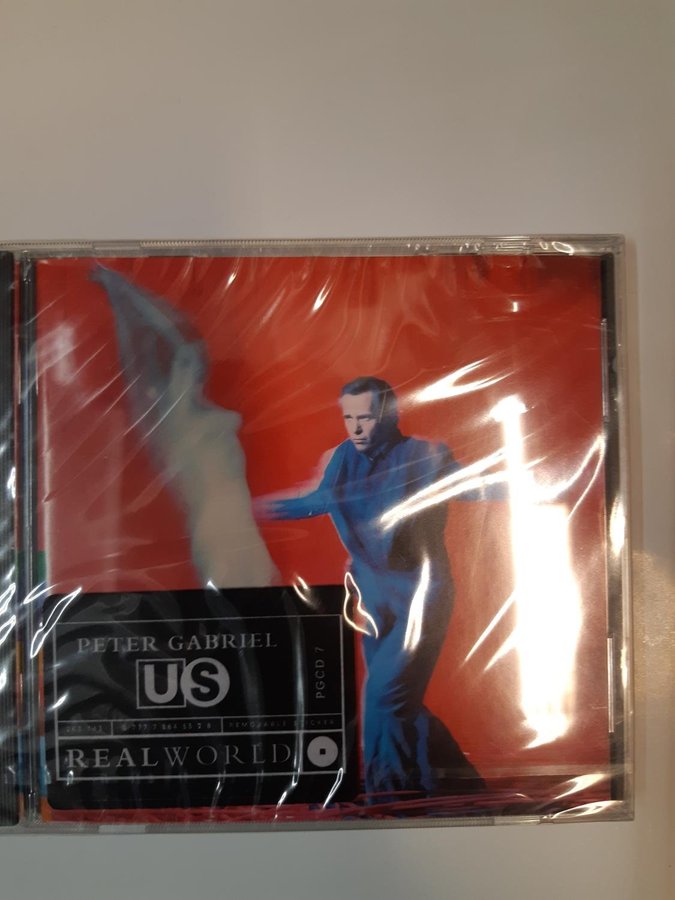 PETER GABRIEL
US
PGCD 7
REMOVABLE STICKER
REALWORLD